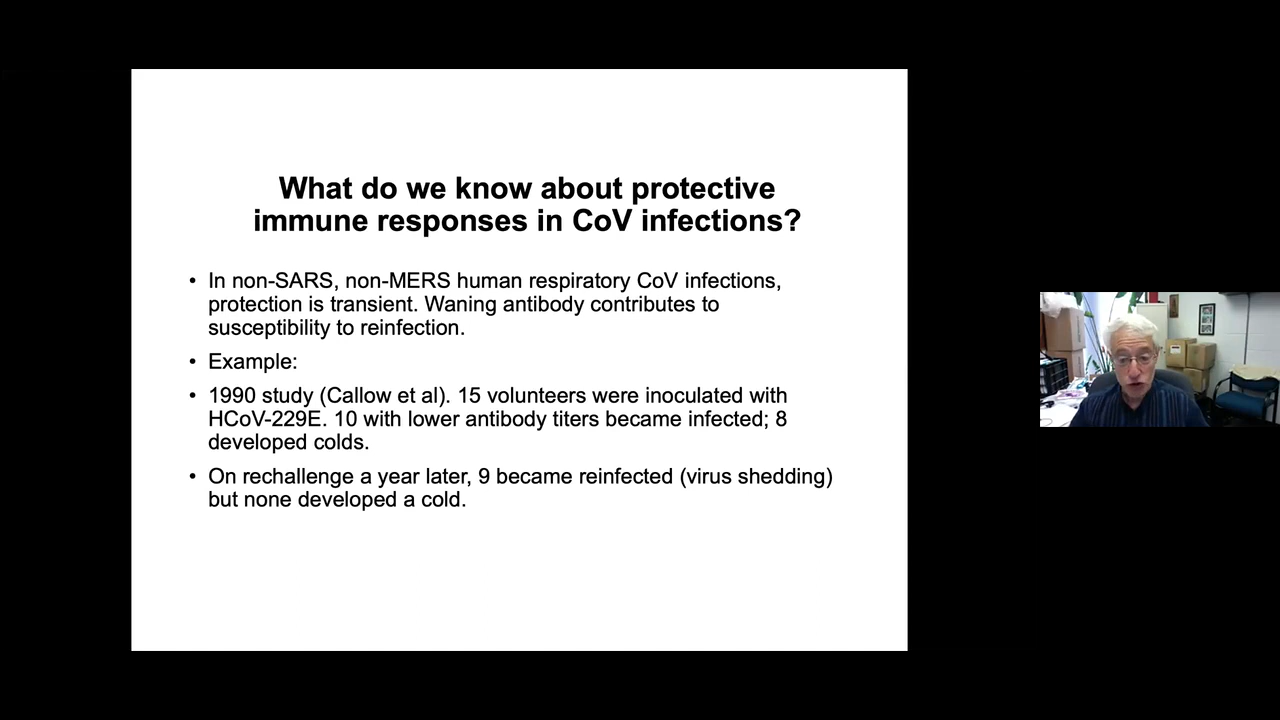 What do we know about protective
immune responses in CoV infections?
• In non-SARS, non-MERS human respiratory CoV infections,
protection is transient. Waning antibody contributes to
susceptibility to reinfection.
• Example:
• 1990 study (Callow et al). 15 volunteers were inoculated with
HCoV-229E. 10 with lower antibody titers became infected; 8
developed colds.
• On rechallenge a year later, 9 became reinfected (virus shedding)
but none developed a cold.